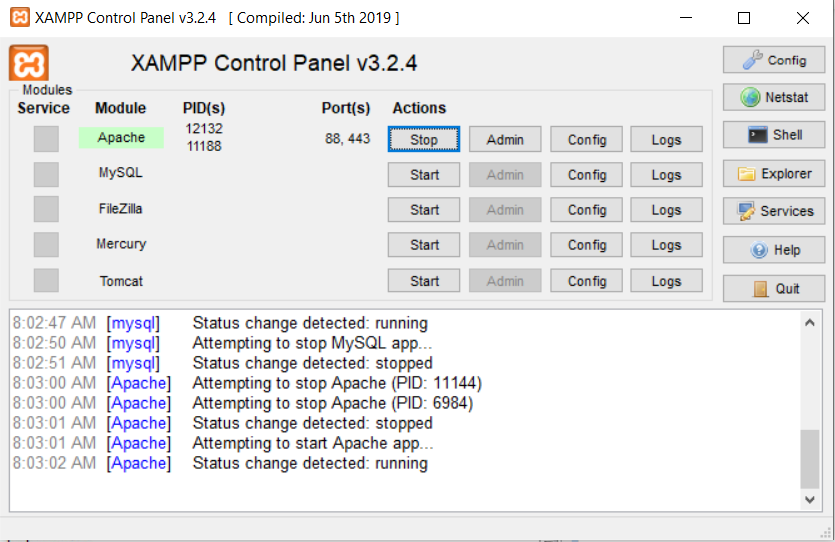 XAMPP Control Panel v3.2.4 [ Compiled: Jun 5th 2019 ]
XAMPP Control Panel v3.2.4
Config
Modules
Service Module PID(s) Port(s) Actions
Netstat
Apache 12132 11188 88, 443 Stop Admin Config Logs
Shell
MySQL Start Admin Config Logs
Explorer
FileZilla Start Admin Config Logs
Services
Mercury Start Admin Config Logs
Help
Tomcat Start Admin Config Logs
Quit
8:02:47 AM [mysql] Status change detected: running
8:02:50 AM [mysql] Attempting to stop MySQL app...
8:02:51 AM [mysql] Status change detected: stopped
8:03:00 AM [Apache] Attempting to stop Apache (PID: 11144)
8:03:00 AM [Apache] Attempting to stop Apache (PID: 6984)
8:03:01 AM [Apache] Status change detected: stopped
8:03:01 AM [Apache] Attempting to start Apache app...
8:03:02 AM [Apache] Status change detected: running